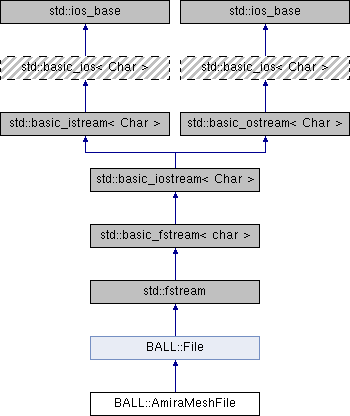 std::ios_base
std::ios_base
std::basic_ios< Char >
std::basic_ios< Char >
std::basic_istream< Char >
std::basic_ostream< Char >
std::basic_iostream< Char >
std::basic_fstream< char >
std::fstream
BALL::File
BALL::AmiraMeshFile